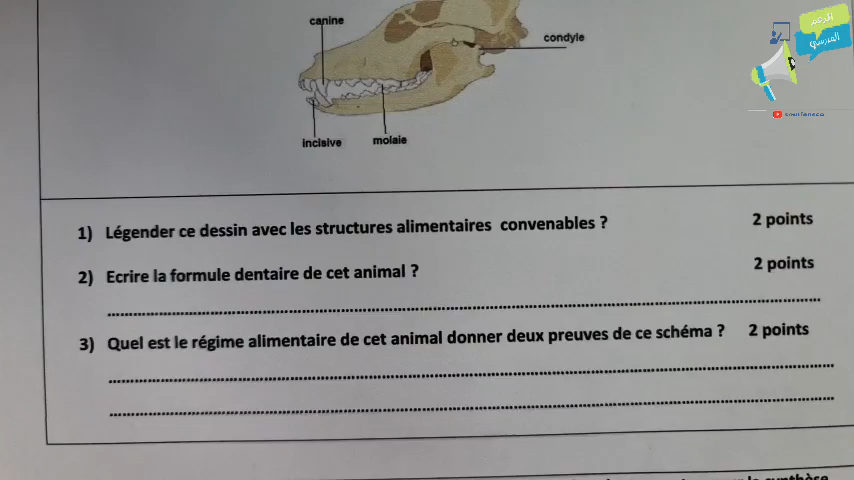 canine
condyle
incisive
molaie
1) Légender ce dessin avec les structures alimentaires convenables ? 2 points
2) Ecrire la formule dentaire de cet animal ? 2 points
3) Quel est le régime alimentaire de cet animal donner deux preuves de ce schéma ? 2 points
المدرسي